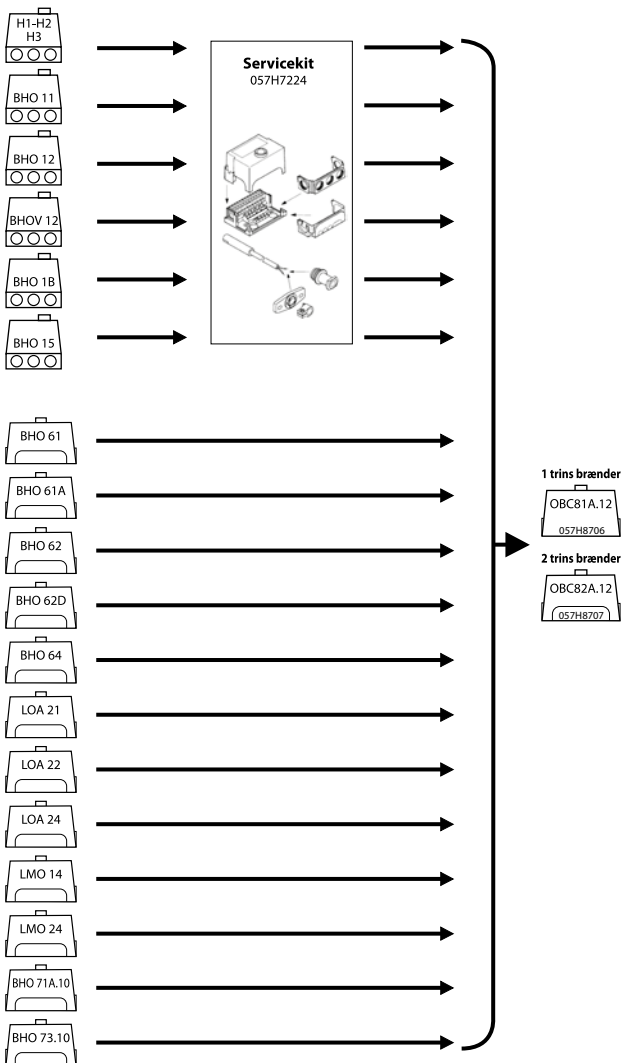 H1-H2
H3
Servicekit
057H7224
BHO 11
BHO 12
BHOV 12
BHO 1B
BHO 15
BHO 61
BHO 61A
BHO 62
BHO 62D
BHO 64
LOA 21
LOA 22
LOA 24
LMO 14
LMO 24
BHO 71A.10
BHO 73.10
1 trins brænder
OBC81A.12
057H8706
2 trins brænder
OBC82A.12
057H8707